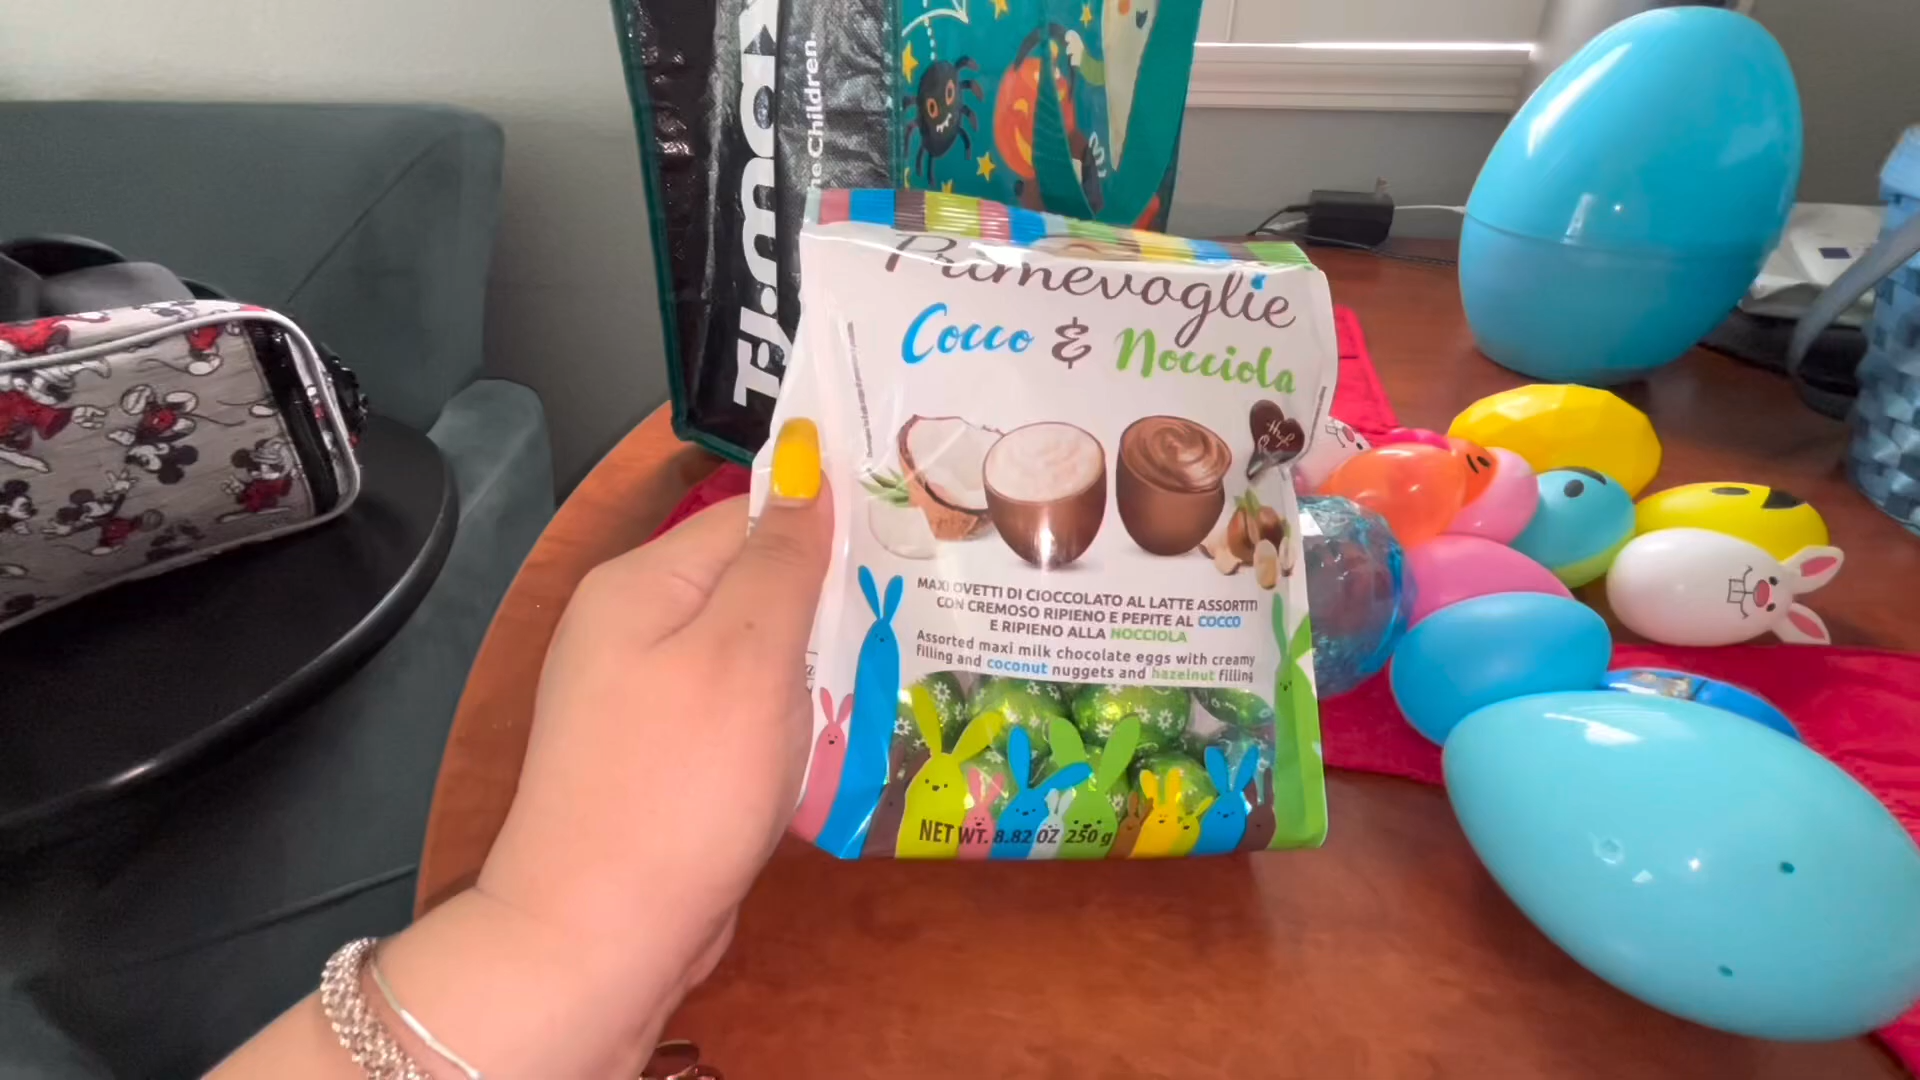 T.J.maxx
the Children.
Primevoglie
Cocco & Nocciola
MAXI OVETTI DI CIOCCOLATO AL LATTE ASSORTITI
CON CREMOSO RIPIENO E PEPITE AL COCCO
E RIPIENO ALLA NOCCIOLA
Assorted maxi milk chocolate eggs with creamy
filling and coconut nuggets and hazelnut filling
NET WT. 8.82 OZ 250 g